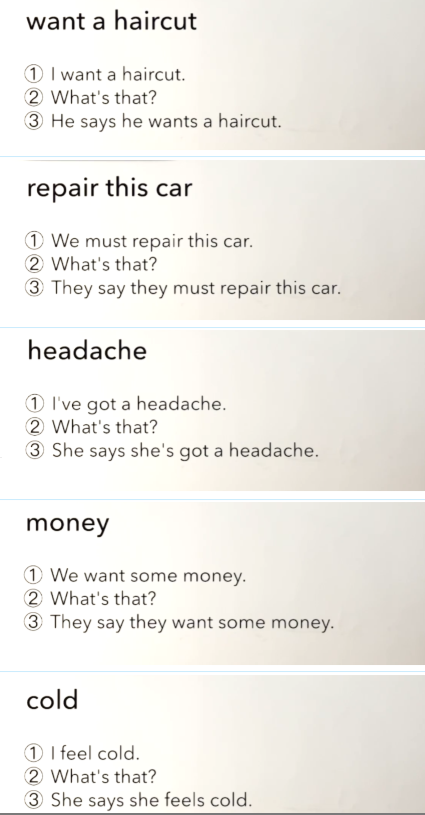 want a haircut
① I want a haircut.
② What's that?
③ He says he wants a haircut.
repair this car
① We must repair this car.
② What's that?
③ They say they must repair this car.
headache
① I've got a headache.
② What's that?
③ She says she's got a headache.
money
① We want some money.
② What's that?
③ They say they want some money.
cold
① I feel cold.
② What's that?
③ She says she feels cold.